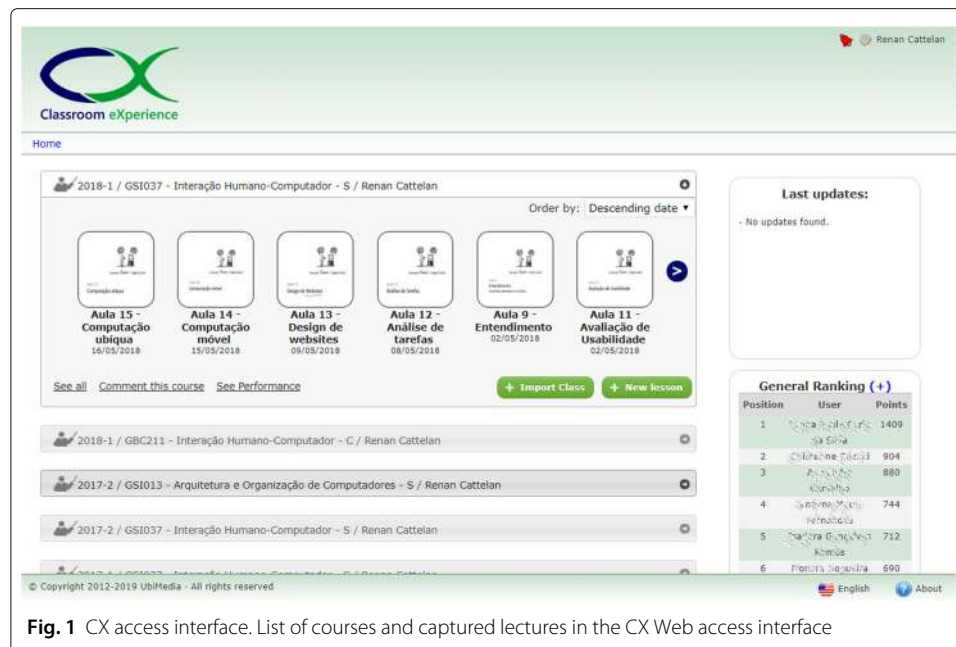 Renan Cattelan
Classroom eXperience
Home
2018-1 / GSI037 - Interação Humano-Computador - S / Renan Cattelan
Order by: Descending date
Aula 15 -
Computação
ubíqua
16/05/2018
Aula 14 -
Computação
móvel
15/05/2018
Aula 13 -
Design de
websites
09/05/2018
Aula 12 -
Análise de
tarefas
08/05/2018
Aula 9 -
Entendimento
02/05/2018
Aula 11 -
Avaliação de
Usabilidade
02/05/2018
See all Comment this course See Performance
+ Import Class + New lesson
2018-1 / GBC211 - Interação Humano-Computador - C / Renan Cattelan
2017-2 / GSI013 - Arquitetura e Organização de Computadores - S / Renan Cattelan
2017-2 / GSI037 - Interação Humano-Computador - S / Renan Cattelan
Last updates:
- No updates found.
General Ranking (+)
Position User Points
1 1409
2 904
3 880
4 744
5 712
6 690
© Copyright 2012-2019 UbiMedia - All rights reserved
English About
Fig. 1 CX access interface. List of courses and captured lectures in the CX Web access interface